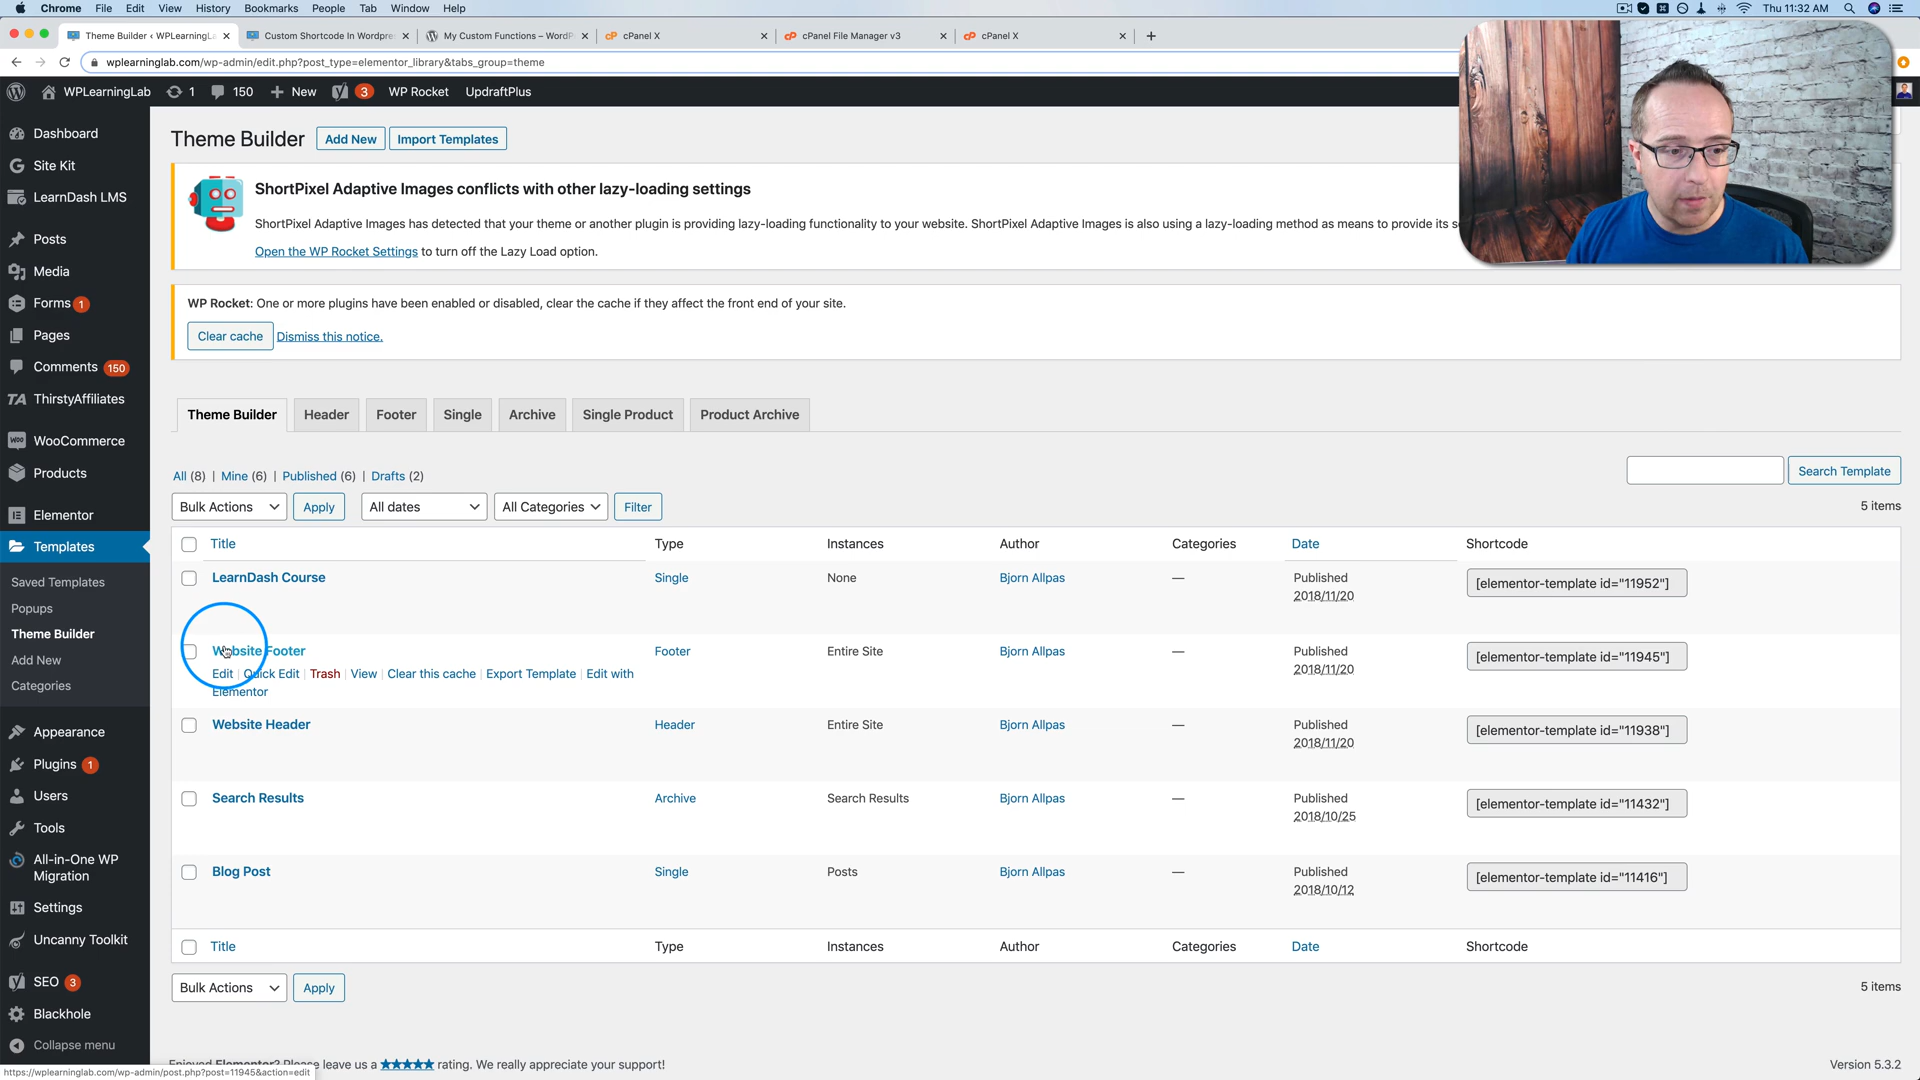 Chrome File Edit View History Bookmarks People Tab Window Help Thu 11:32 AM
Theme Builder ‹ WPLearningLa Custom Shortcode In Wordpre My Custom Functions – WordP cPanel X cPanel File Manager v3 cPanel X
wplearninglab.com/wp-admin/edit.php?post_type=elementor_library&tabs_group=theme
WPLearningLab 1 150 New 3 WP Rocket UpdraftPlus
Dashboard
Site Kit
LearnDash LMS
Posts
Media
Forms 1
Pages
Comments 150
ThirstyAffiliates
WooCommerce
Products
Elementor
Templates
Saved Templates
Popups
Theme Builder
Add New
Categories
Appearance
Plugins 1
Users
Tools
All-in-One WP
Migration
Settings
Uncanny Toolkit
SEO 3
Blackhole
Collapse menu
Theme Builder Add New Import Templates
ShortPixel Adaptive Images conflicts with other lazy-loading settings
ShortPixel Adaptive Images has detected that your theme or another plugin is providing lazy-loading functionality to your website. ShortPixel Adaptive Images is also using a lazy-loading method as means to provide its s
Open the WP Rocket Settings to turn off the Lazy Load option.
WP Rocket: One or more plugins have been enabled or disabled, clear the cache if they affect the front end of your site.
Clear cache Dismiss this notice.
Theme Builder Header Footer Single Archive Single Product Product Archive
All (8) | Mine (6) | Published (6) | Drafts (2)
Search Template
Bulk Actions Apply All dates All Categories Filter 5 items
Title Type Instances Author Categories Date Shortcode
LearnDash Course Single None Bjorn Allpas — Published [elementor-template id="11952"]
2018/11/20
Website Footer Footer Entire Site Bjorn Allpas — Published [elementor-template id="11945"]
2018/11/20
Edit | Quick Edit | Trash | View | Clear this cache | Export Template | Edit with
Elementor
Website Header Header Entire Site Bjorn Allpas — Published [elementor-template id="11938"]
2018/11/20
Search Results Archive Search Results Bjorn Allpas — Published [elementor-template id="11432"]
2018/10/25
Blog Post Single Posts Bjorn Allpas — Published [elementor-template id="11416"]
2018/10/12
Title Type Instances Author Categories Date Shortcode
Bulk Actions Apply 5 items
Enjoyed Elementor? Please leave us a ★★★★★ rating. We really appreciate your support! Version 5.3.2
https://wplearninglab.com/wp-admin/post.php?post=11945&action=edit